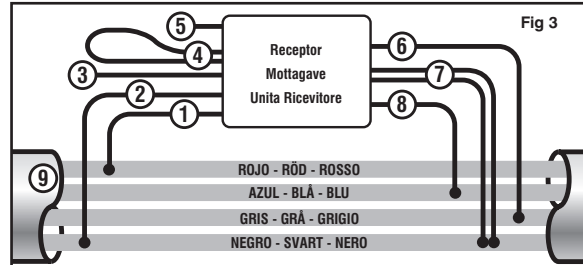 Fig 3
5
4
3
2
1
Receptor
Mottagave
Unita Ricevitore
6
7
8
9
ROJO - RÖD - ROSSO
AZUL - BLÅ - BLU
GRIS - GRÅ - GRIGIO
NEGRO - SVART - NERO